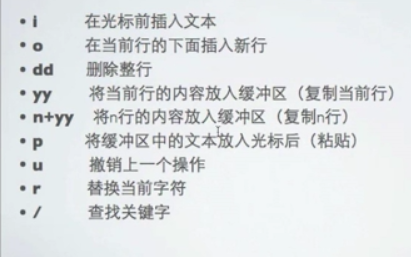 • i 在光标前插入文本
• o 在当前行的下面插入新行
• dd 删除整行
• yy 将当前行的内容放入缓冲区（复制当前行）
• n+yy 将n行的内容放入缓冲区（复制n行）
• p 将缓冲区中的文本放入光标后（粘贴）
• u 撤销上一个操作
• r 替换当前字符
• / 查找关键字